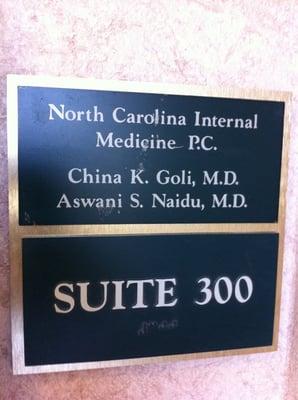 North Carolina Internal
Medicine P.C.
China K. Goli, M.D.
Aswani S. Naidu, M.D.
SUITE 300